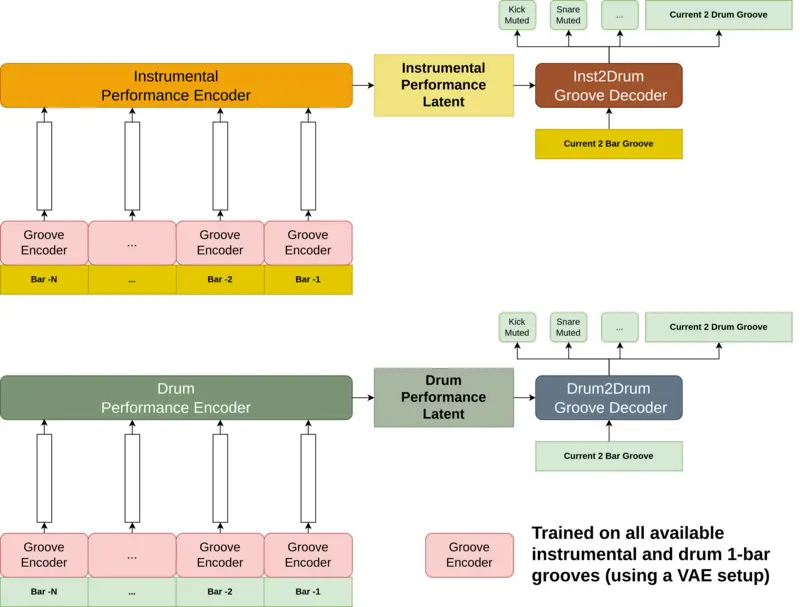 Kick
Muted
Snare
Muted
...
Current 2 Drum Groove
Instrumental
Performance Encoder
Instrumental
Performance
Latent
Inst2Drum
Groove Decoder
Current 2 Bar Groove
Groove
Encoder
...
Groove
Encoder
Groove
Encoder
Bar -N
...
Bar -2
Bar -1
Kick
Muted
Snare
Muted
...
Current 2 Drum Groove
Drum
Performance Encoder
Drum
Performance
Latent
Drum2Drum
Groove Decoder
Current 2 Bar Groove
Groove
Encoder
...
Groove
Encoder
Groove
Encoder
Bar -N
...
Bar -2
Bar -1
Groove
Encoder
Trained on all available
instrumental and drum 1-bar
grooves (using a VAE setup)